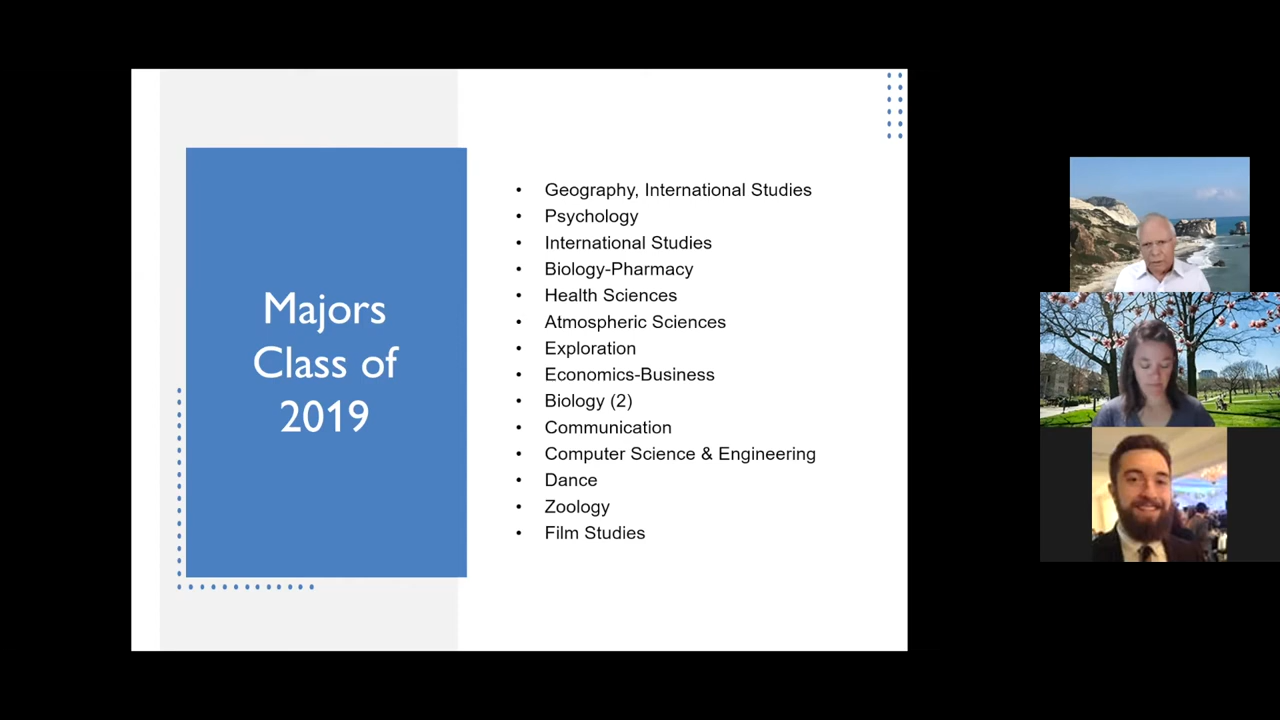 Majors
Class of
2019
• Geography, International Studies
• Psychology
• International Studies
• Biology-Pharmacy
• Health Sciences
• Atmospheric Sciences
• Exploration
• Economics-Business
• Biology (2)
• Communication
• Computer Science & Engineering
• Dance
• Zoology
• Film Studies